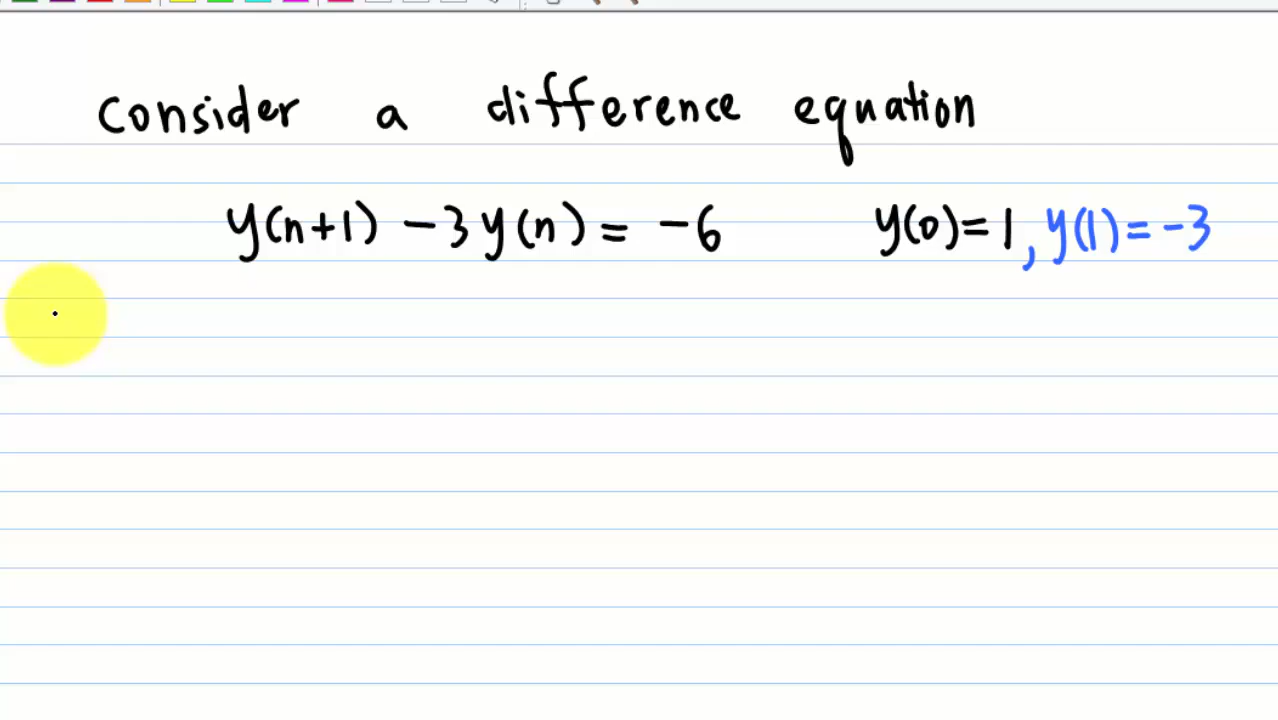 consider a difference equation
y(n+1) - 3y(n) = -6 y(0)=1, y(1)=-3